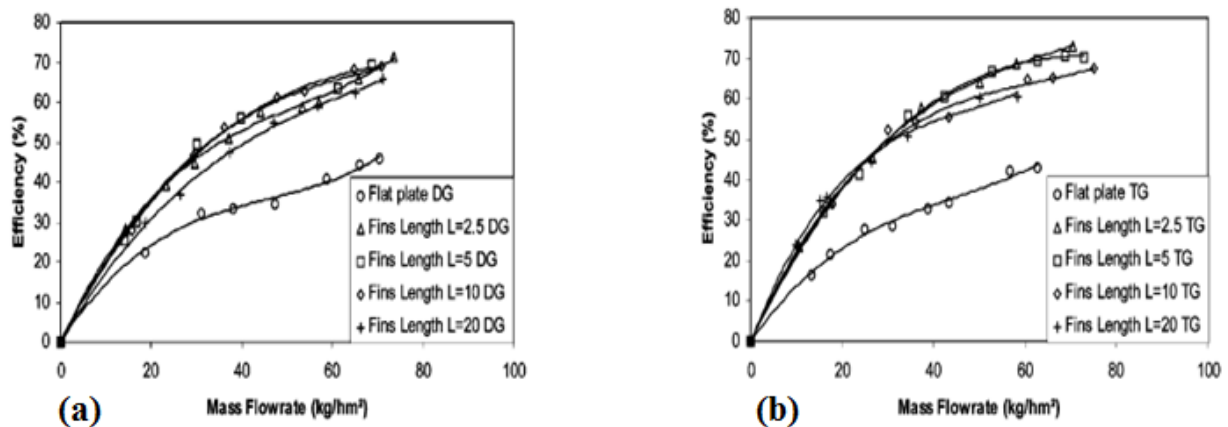 80
70
60
50
40
30
20
10
0
Efficiency (%)
0 20 40 60 80 100
Mass Flowrate (kg/hm²)
Flat plate DG
Fins Length L=2.5 DG
Fins Length L=5 DG
Fins Length L=10 DG
Fins Length L=20 DG
(a)
80
70
60
50
40
30
20
10
0
Efficiency (%)
0 20 40 60 80 100
Mass Flowrate (kg/hm²)
Flat plate TG
Fins Length L=2.5 TG
Fins Length L=5 TG
Fins Length L=10 TG
Fins Length L=20 TG
(b)